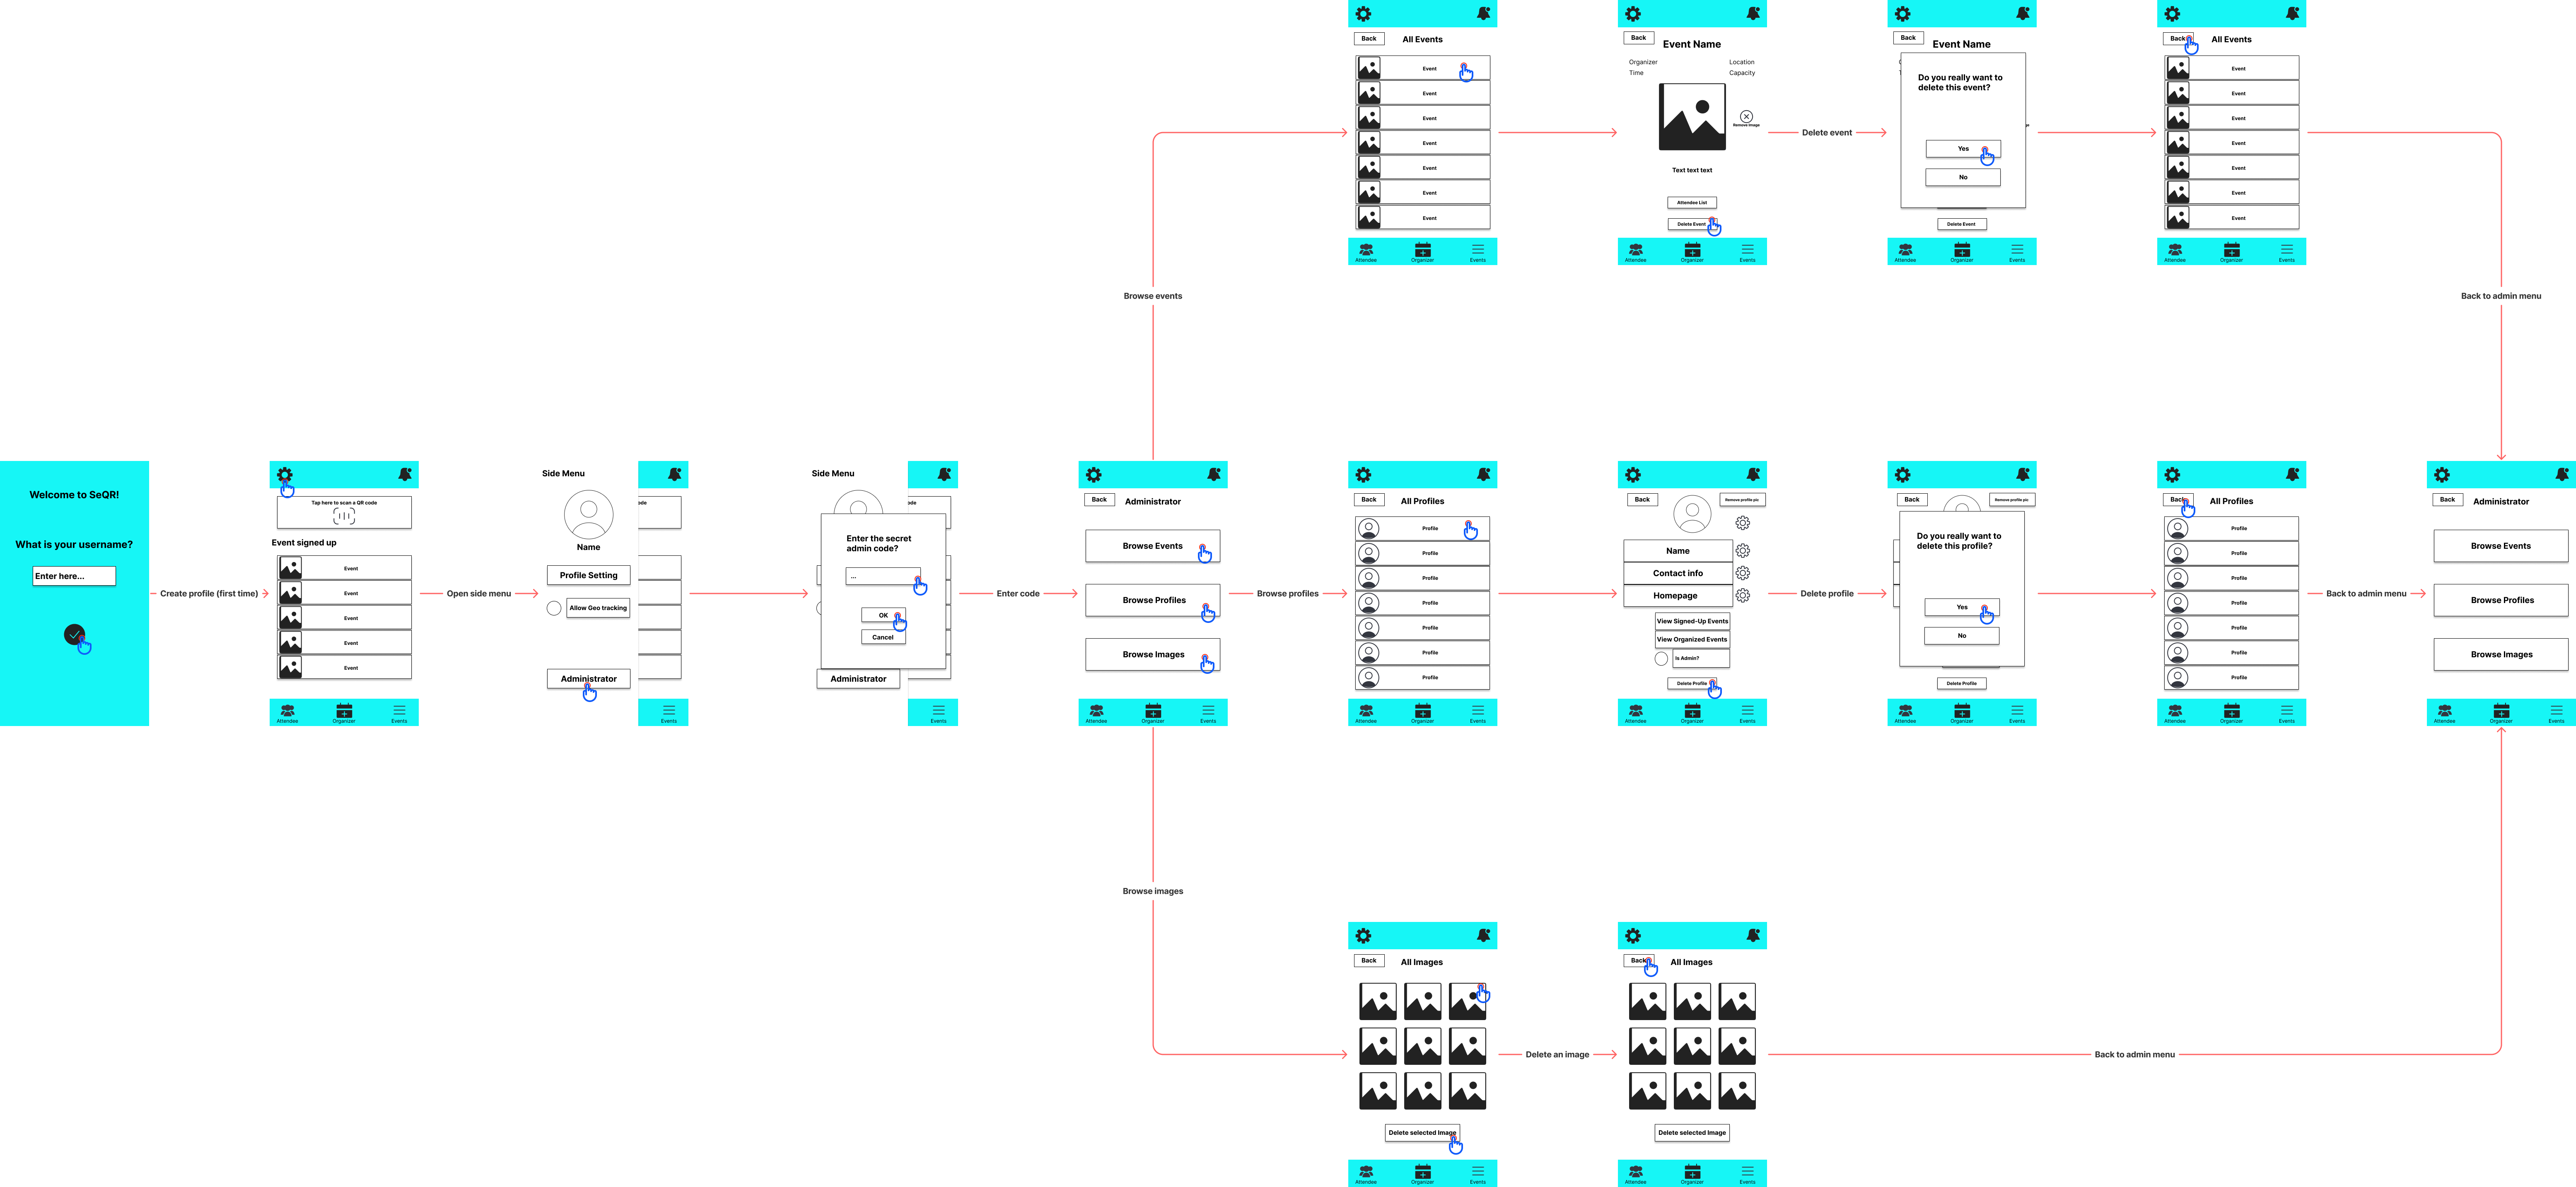 Back
All Events
Event
Event
Event
Event
Event
Event
Event
Attendee
Organizer
Events
Back
Event Name
Organizer
Location
Time
Capacity
Remove image
Text text text
Attendee List
Delete Event
Attendee
Organizer
Events
Delete event
Back
Event Name
Do you really want to
delete this event?
Yes
No
Delete Event
Attendee
Organizer
Events
Back
All Events
Event
Event
Event
Event
Event
Event
Event
Attendee
Organizer
Events
Browse events
Back to admin menu
Welcome to SeQR!
What is your username?
Enter here...
Create profile (first time)
Tap here to scan a QR code
Event signed up
Event
Event
Event
Event
Event
Attendee
Organizer
Events
Open side menu
Side Menu
Name
Profile Setting
Allow Geo tracking
Administrator
Events
Side Menu
Enter the secret
admin code?
...
OK
Cancel
Administrator
Events
Enter code
Back
Administrator
Browse Events
Browse Profiles
Browse Images
Attendee
Organizer
Events
Browse profiles
Back
All Profiles
Profile
Profile
Profile
Profile
Profile
Profile
Profile
Attendee
Organizer
Events
Back
Remove profile pic
Name
Contact info
Homepage
View Signed-Up Events
View Organized Events
Is Admin?
Delete Profile
Attendee
Organizer
Events
Delete profile
Back
Remove profile pic
Do you really want to
delete this profile?
Yes
No
Delete Profile
Attendee
Organizer
Events
Back
All Profiles
Profile
Profile
Profile
Profile
Profile
Profile
Profile
Attendee
Organizer
Events
Back to admin menu
Back
Administrator
Browse Events
Browse Profiles
Browse Images
Attendee
Organizer
Events
Browse images
Back
All Images
Delete selected Image
Attendee
Organizer
Events
Delete an image
Back
All Images
Delete selected Image
Attendee
Organizer
Events
Back to admin menu